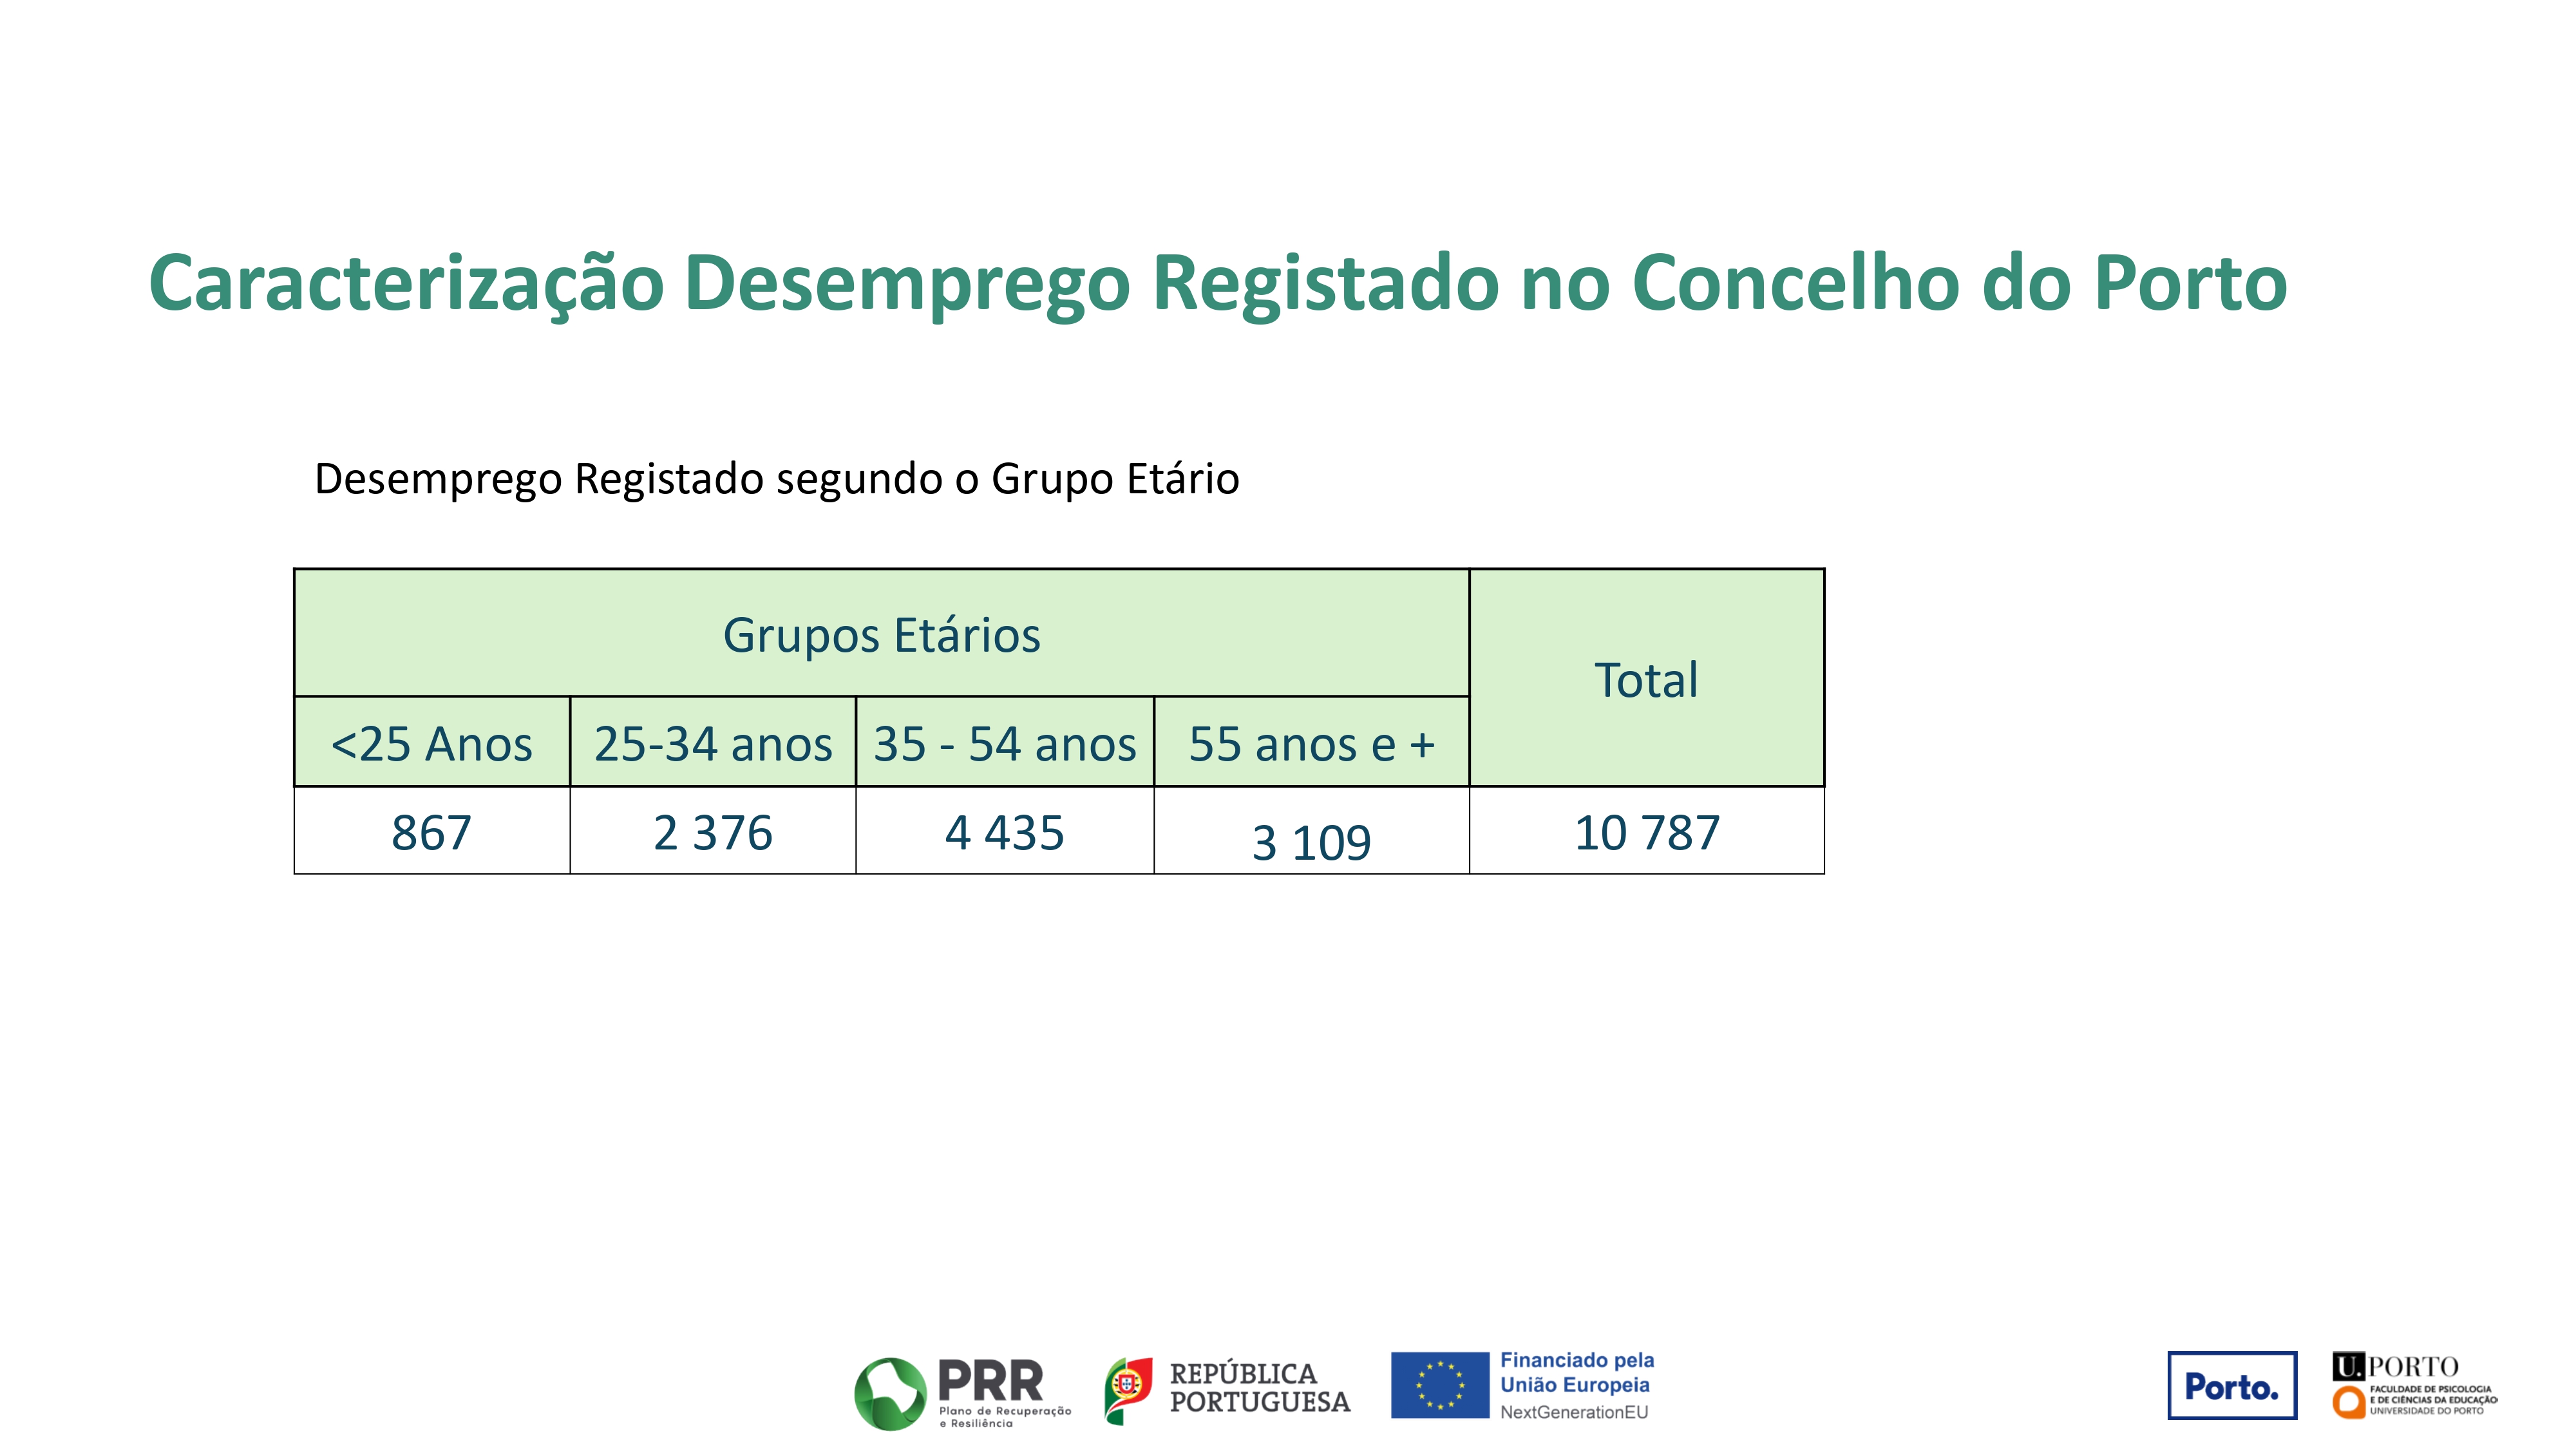 Caracterização Desemprego Registado no Concelho do Porto
Desemprego Registado segundo o Grupo Etário
Grupos Etários
Total
<25 Anos
25-34 anos
35 - 54 anos
55 anos e +
867
2 376
4 435
3 109
10 787
PRR
Plano de Recuperação
e Resiliência
REPÚBLICA
PORTUGUESA
Financiado pela
União Europeia
NextGenerationEU
Porto.
U.PORTO
FACULDADE DE PSICOLOGIA
E DE CIÊNCIAS DA EDUCAÇÃO
UNIVERSIDADE DO PORTO